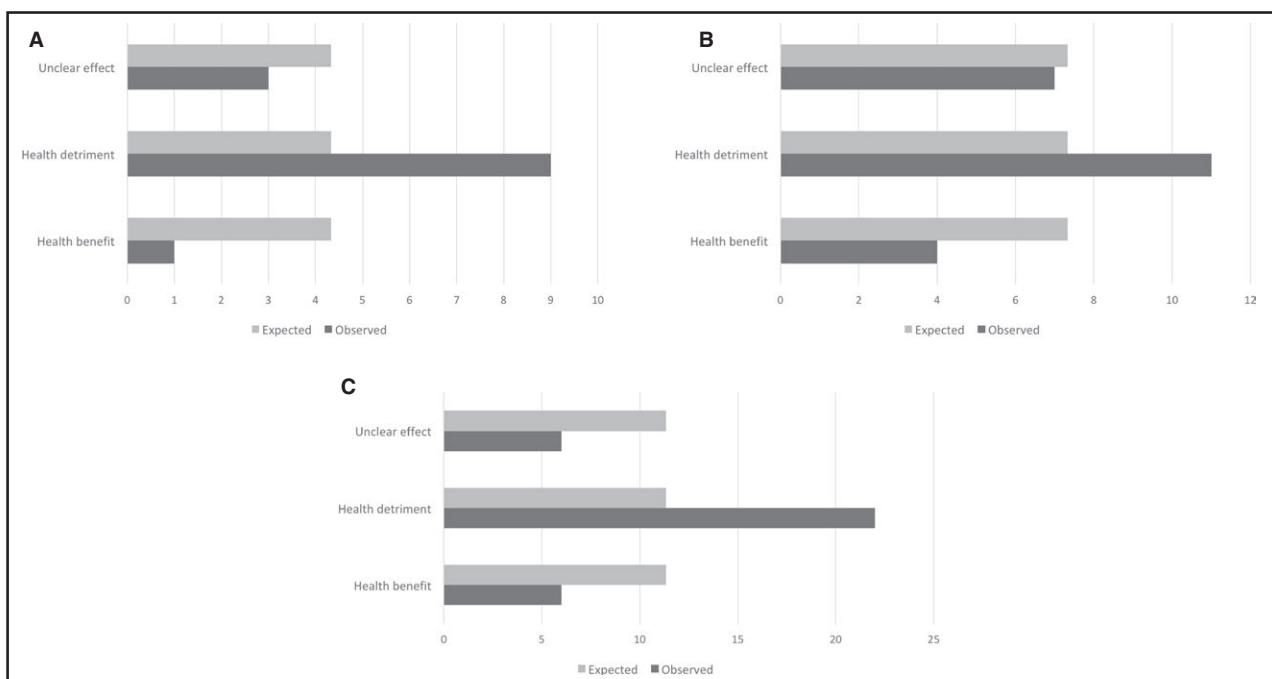 A
Unclear effect
Health detriment
Health benefit
0 1 2 3 4 5 6 7 8 9 10
Expected Observed
B
Unclear effect
Health detriment
Health benefit
0 2 4 6 8 10 12
Expected Observed
C
Unclear effect
Health detriment
Health benefit
0 5 10 15 20 25
Expected Observed